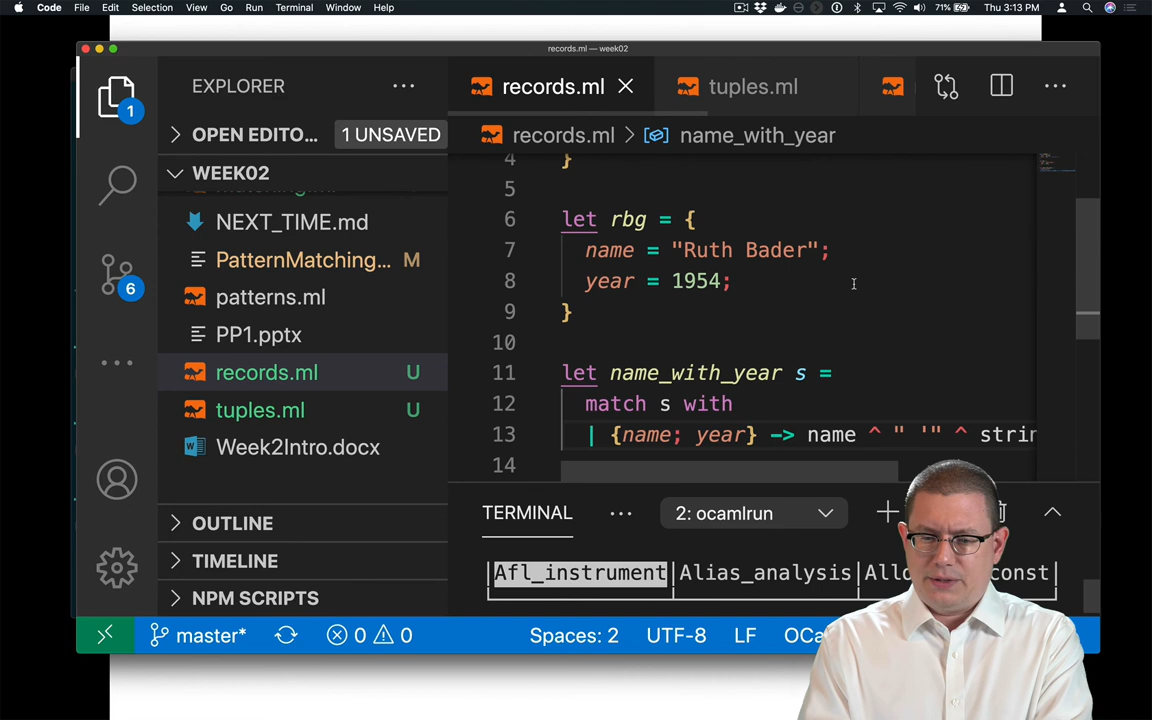 Code File Edit Selection View Go Run Terminal Window Help 71% Thu 3:13 PM
records.ml — week02
EXPLORER
records.ml
tuples.ml
OPEN EDITO... 1 UNSAVED
records.ml > name_with_year
WEEK02
NEXT_TIME.md
PatternMatching... M
patterns.ml
PP1.pptx
records.ml U
tuples.ml U
Week2Intro.docx
OUTLINE
TIMELINE
NPM SCRIPTS
1
6
4 }
5
6 let rbg = {
7 name = "Ruth Bader";
8 year = 1954;
9 }
10
11 let name_with_year s =
12 match s with
13 | {name; year} -> name ^ " '" ^ strin
14
TERMINAL
2: ocamlrun
|Afl_instrument|Alias_analysis|Allo const|
master* 0 0 Spaces: 2 UTF-8 LF OCa